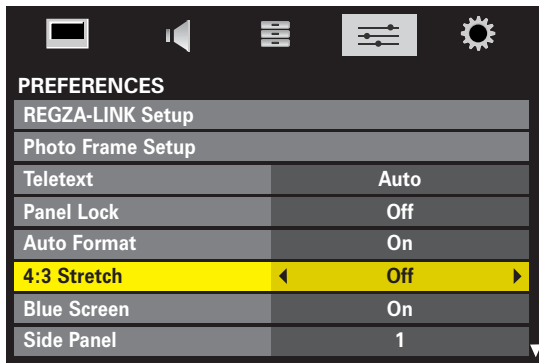 PREFERENCES
REGZA-LINK Setup
Photo Frame Setup
Teletext Auto
Panel Lock Off
Auto Format On
4:3 Stretch Off
Blue Screen On
Side Panel 1